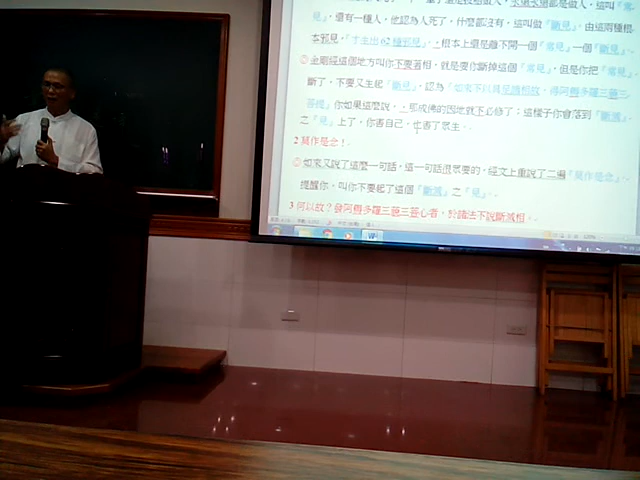 見』，還有一種人，他認為人死了，什麼都沒有，這叫做『斷見』，由這兩種根
本邪見，『才生出62種邪見』，根本上還是離不開一個『常見』一個『斷見』。
金剛經這個地方叫你不要著相，就是要你斷掉這個『常見』，但是你把『常見』
斷了，不要又生起『斷見』，認為『如來不以具足諸相故，得阿耨多羅三藐三
菩提』你如果這麼說，那成佛的因地就不必修了，這樣子你會落到『斷滅』
之『見』上了，你害自己，也害了眾生。
2 莫作是念！
如來又說了這麼一句話，這一句話很要的，經文上重說了二遍『莫作是念』，
提醒你，叫你不要起了這個『斷滅』之『見』。
3 何以故？發阿耨多羅三藐三菩提心者，於諸法不說斷滅相。